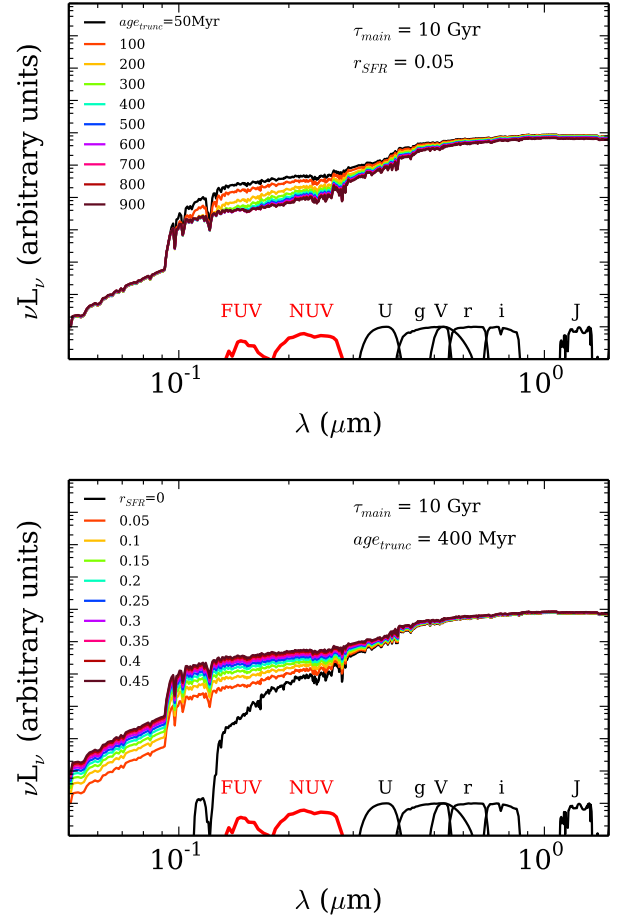 age_trunc=50Myr
100
200
300
400
500
600
700
800
900
τ_main = 10 Gyr
r_SFR = 0.05
νL_ν (arbitrary units)
FUV NUV U g V r i J
10^-1 10^0
λ (μm)
r_SFR=0
0.05
0.1
0.15
0.2
0.25
0.3
0.35
0.4
0.45
τ_main = 10 Gyr
age_trunc = 400 Myr
νL_ν (arbitrary units)
FUV NUV U g V r i J
10^-1 10^0
λ (μm)